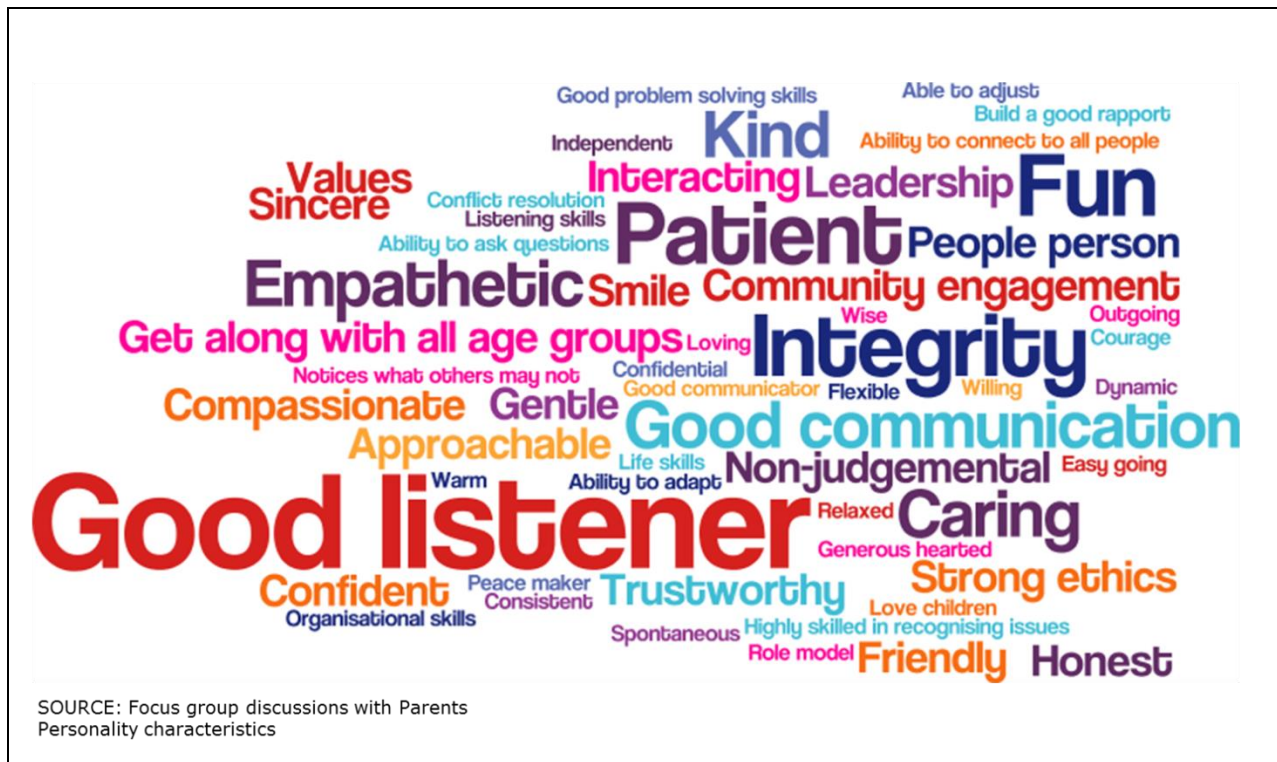 Good problem solving skills
Able to adjust
Build a good rapport
Independent
Kind
Ability to connect to all people
Values
Interacting
Leadership
Fun
Sincere
Conflict resolution
Listening skills
Patient
People person
Ability to ask questions
Empathetic
Smile
Community engagement
Wise
Outgoing
Get along with all age groups
Loving
Integrity
Courage
Notices what others may not
Confidential
Good communicator
Flexible
Willing
Dynamic
Compassionate
Gentle
Good communication
Approachable
Life skills
Non-judgemental
Easy going
Warm
Ability to adapt
Good listener
Relaxed
Caring
Generous hearted
Confident
Peace maker
Consistent
Trustworthy
Strong ethics
Love children
Organisational skills
Spontaneous
Highly skilled in recognising issues
Role model
Friendly
Honest
SOURCE: Focus group discussions with Parents
Personality characteristics